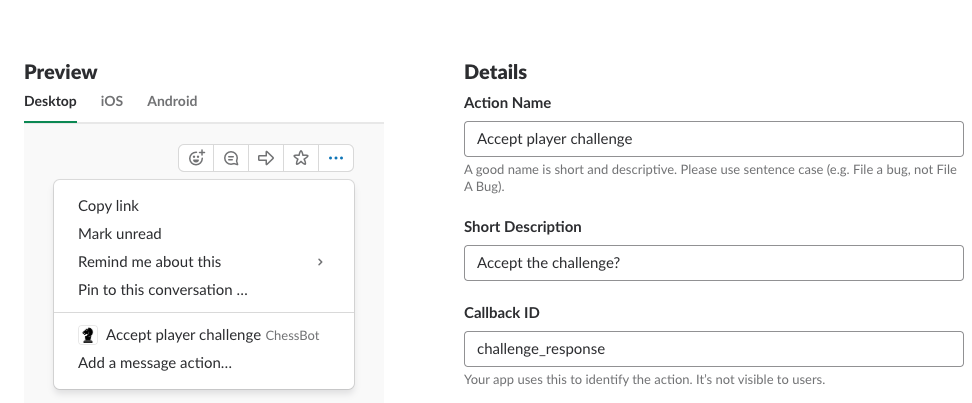 Preview
Desktop iOS Android
Copy link
Mark unread
Remind me about this
Pin to this conversation ...
Accept player challenge ChessBot
Add a message action...
Details
Action Name
Accept player challenge
A good name is short and descriptive. Please use sentence case (e.g. File a bug, not File
A Bug).
Short Description
Accept the challenge?
Callback ID
challenge_response
Your app uses this to identify the action. It's not visible to users.